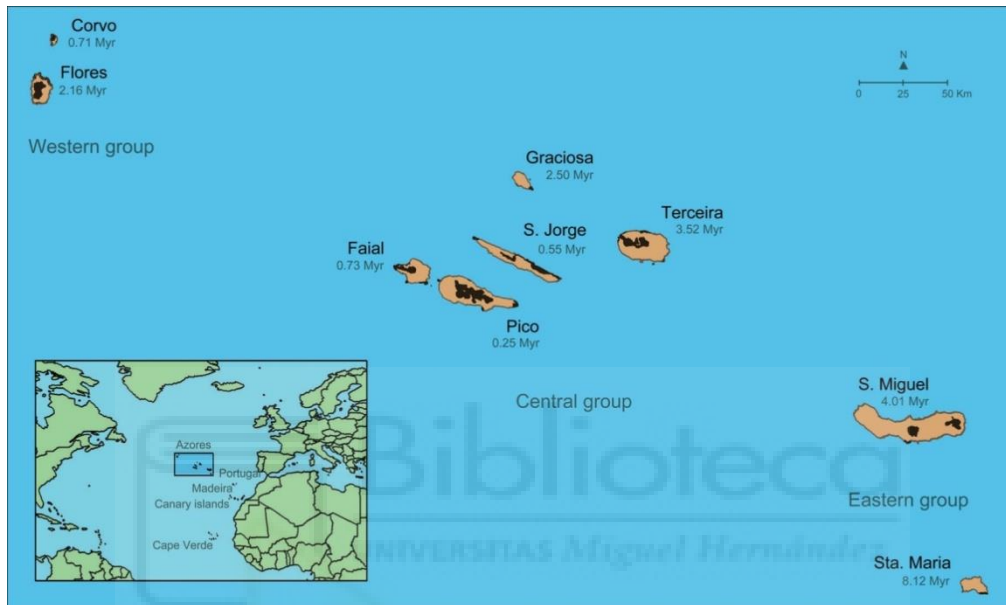 Corvo
0.71 Myr
Flores
2.16 Myr
Western group
N
0 25 50 Km
Graciosa
2.50 Myr
S. Jorge
0.55 Myr
Terceira
3.52 Myr
Faial
0.73 Myr
Pico
0.25 Myr
Central group
S. Miguel
4.01 Myr
Eastern group
Sta. Maria
8.12 Myr
Azores
Portugal
Madeira
Canary islands
Cape Verde
Biblioteca
UNIVERSITAS Miguel Hernández